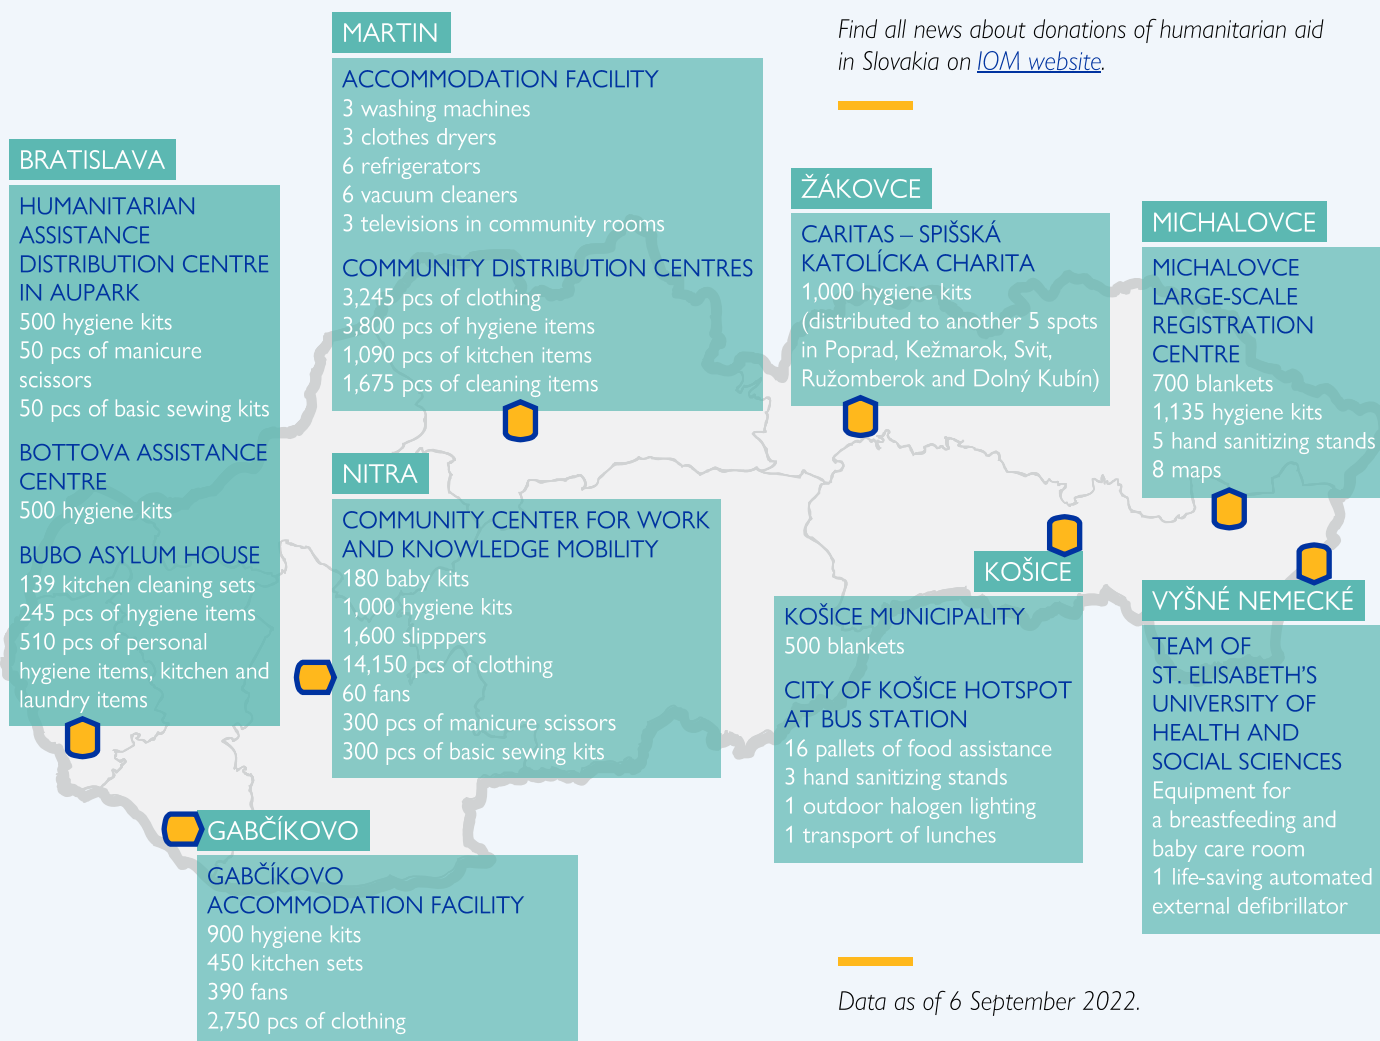 Find all news about donations of humanitarian aid
in Slovakia on IOM website.
MARTIN
ACCOMMODATION FACILITY
3 washing machines
3 clothes dryers
6 refrigerators
6 vacuum cleaners
3 televisions in community rooms
COMMUNITY DISTRIBUTION CENTRES
3,245 pcs of clothing
3,800 pcs of hygiene items
1,090 pcs of kitchen items
1,675 pcs of cleaning items
BRATISLAVA
HUMANITARIAN
ASSISTANCE
DISTRIBUTION CENTRE
IN AUPARK
500 hygiene kits
50 pcs of manicure
scissors
50 pcs of basic sewing kits
BOTTOVA ASSISTANCE
CENTRE
500 hygiene kits
BUBO ASYLUM HOUSE
139 kitchen cleaning sets
245 pcs of hygiene items
510 pcs of personal
hygiene items, kitchen and
laundry items
ŽÁKOVCE
CARITAS – SPIŠSKÁ
KATOLÍCKA CHARITA
1,000 hygiene kits
(distributed to another 5 spots
in Poprad, Kežmarok, Svit,
Ružomberok and Dolný Kubín)
MICHALOVCE
MICHALOVCE
LARGE-SCALE
REGISTRATION
CENTRE
700 blankets
1,135 hygiene kits
5 hand sanitizing stands
8 maps
NITRA
COMMUNITY CENTER FOR WORK
AND KNOWLEDGE MOBILITY
180 baby kits
1,000 hygiene kits
1,600 slipppers
14,150 pcs of clothing
60 fans
300 pcs of manicure scissors
300 pcs of basic sewing kits
KOŠICE
KOŠICE MUNICIPALITY
500 blankets
CITY OF KOŠICE HOTSPOT
AT BUS STATION
16 pallets of food assistance
3 hand sanitizing stands
1 outdoor halogen lighting
1 transport of lunches
VYŠNÉ NEMECKÉ
TEAM OF
ST. ELISABETH'S
UNIVERSITY OF
HEALTH AND
SOCIAL SCIENCES
Equipment for
a breastfeeding and
baby care room
1 life-saving automated
external defibrillator
GABČÍKOVO
GABČÍKOVO
ACCOMMODATION FACILITY
900 hygiene kits
450 kitchen sets
390 fans
2,750 pcs of clothing
Data as of 6 September 2022.